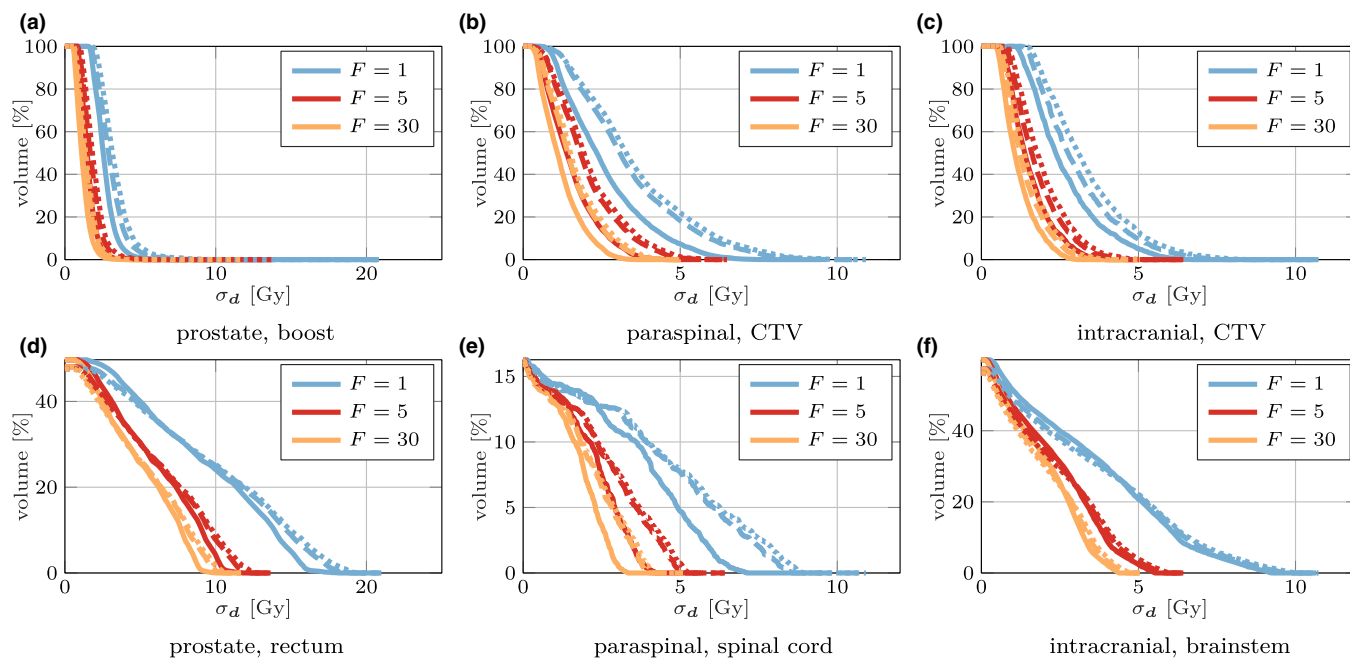 (a)
100
80
60
40
20
0
volume [%]
F = 1
F = 5
F = 30
0 10 20
σd [Gy]
prostate, boost
(b)
100
80
60
40
20
0
volume [%]
F = 1
F = 5
F = 30
0 5 10
σd [Gy]
paraspinal, CTV
(c)
100
80
60
40
20
0
volume [%]
F = 1
F = 5
F = 30
0 5 10
σd [Gy]
intracranial, CTV
(d)
40
20
0
volume [%]
F = 1
F = 5
F = 30
0 10 20
σd [Gy]
prostate, rectum
(e)
15
10
5
0
volume [%]
F = 1
F = 5
F = 30
0 5 10
σd [Gy]
paraspinal, spinal cord
(f)
40
20
0
volume [%]
F = 1
F = 5
F = 30
0 5 10
σd [Gy]
intracranial, brainstem